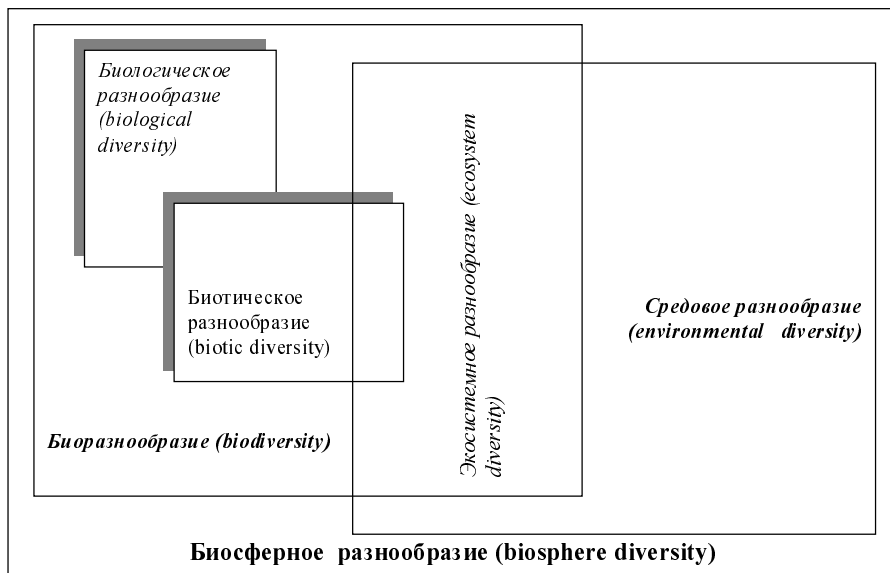 Биологическое
разнообразие
(biological
diversity)
Биотическое
разнообразие
(biotic diversity)
Экосистемное разнообразие (ecosystem
diversity)
Средовое разнообразие
(environmental diversity)
Биоразнообразие (biodiversity)
Биосферное разнообразие (biosphere diversity)